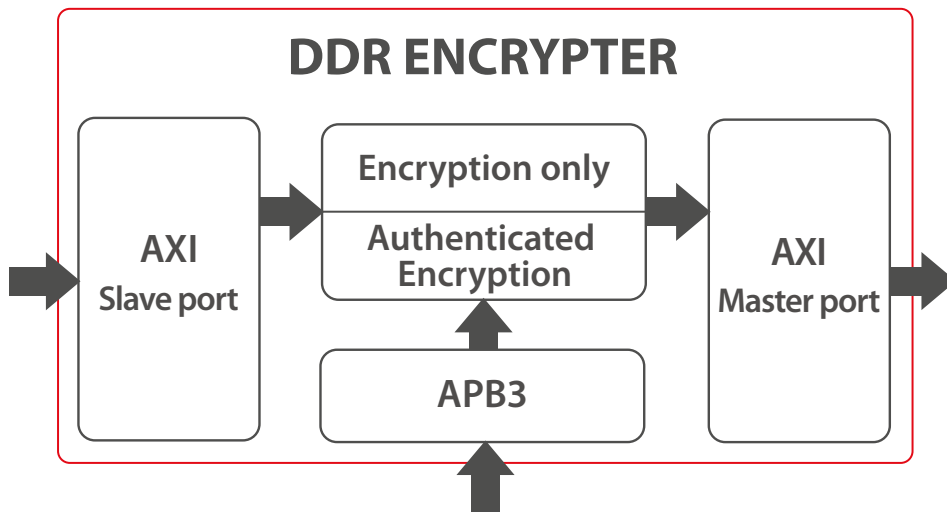 DDR ENCRYPTER
AXI
Slave port
Encryption only
Authenticated
Encryption
AXI
Master port
APB3